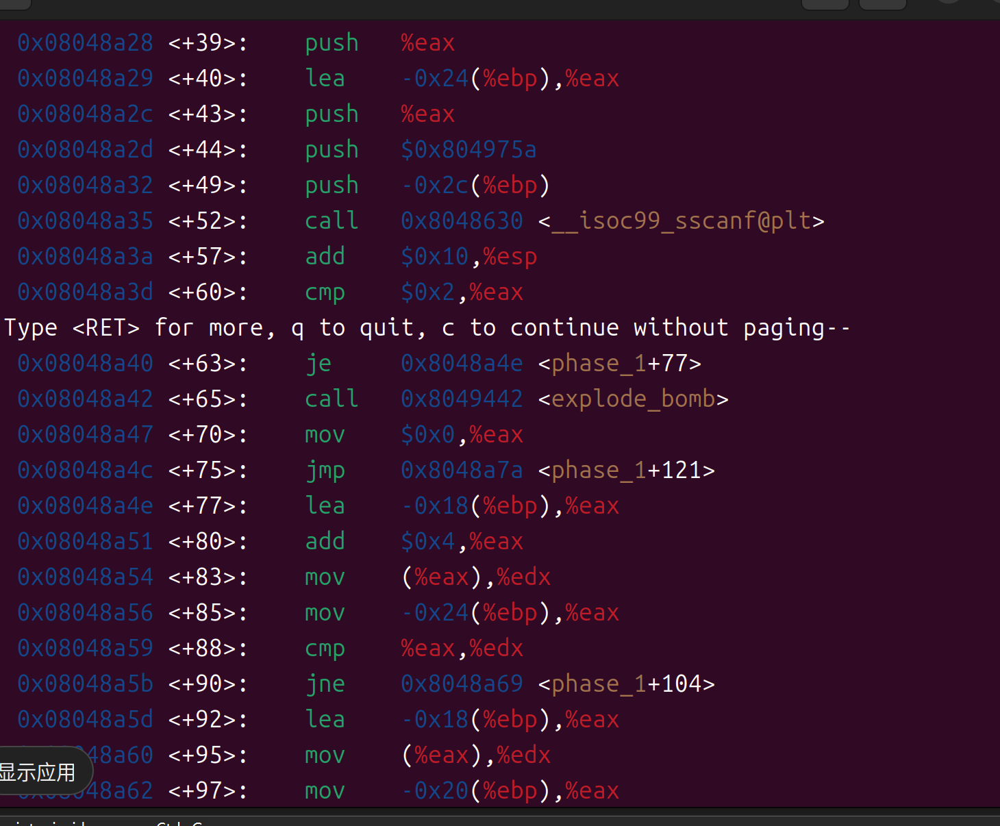 0x08048a28 <+39>: push %eax
0x08048a29 <+40>: lea -0x24(%ebp),%eax
0x08048a2c <+43>: push %eax
0x08048a2d <+44>: push $0x804975a
0x08048a32 <+49>: push -0x2c(%ebp)
0x08048a35 <+52>: call 0x8048630 <__isoc99_sscanf@plt>
0x08048a3a <+57>: add $0x10,%esp
0x08048a3d <+60>: cmp $0x2,%eax
Type <RET> for more, q to quit, c to continue without paging--
0x08048a40 <+63>: je 0x8048a4e <phase_1+77>
0x08048a42 <+65>: call 0x8049442 <explode_bomb>
0x08048a47 <+70>: mov $0x0,%eax
0x08048a4c <+75>: jmp 0x8048a7a <phase_1+121>
0x08048a4e <+77>: lea -0x18(%ebp),%eax
0x08048a51 <+80>: add $0x4,%eax
0x08048a54 <+83>: mov (%eax),%edx
0x08048a56 <+85>: mov -0x24(%ebp),%eax
0x08048a59 <+88>: cmp %eax,%edx
0x08048a5b <+90>: jne 0x8048a69 <phase_1+104>
0x08048a5d <+92>: lea -0x18(%ebp),%eax
48a60 <+95>: mov (%eax),%edx
显示应用
48a62 <+97>: mov -0x20(%ebp),%eax